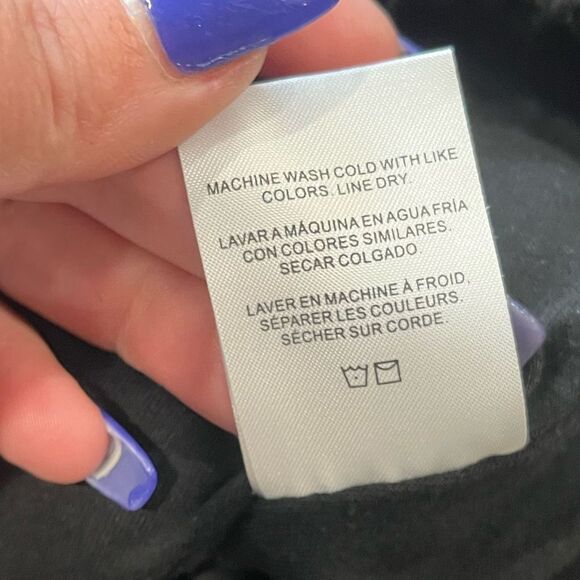 MACHINE WASH COLD WITH LIKE
COLORS. LINE DRY.
LAVAR A MÁQUINA EN AGUA FRÍA
CON COLORES SIMILARES.
SECAR COLGADO.
LAVER EN MACHINE À FROID,
SÉPARER LES COULEURS.
SÉCHER SUR CORDE.